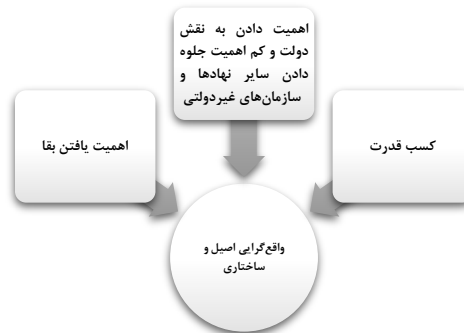 اهمیت دادن به نقش
دولت و کم اهمیت جلوه
دادن سایر نهادها و
سازمان‌های غیردولتی
کسب قدرت
اهمیت یافتن بقا
واقع‌گرایی اصیل و
ساختاری